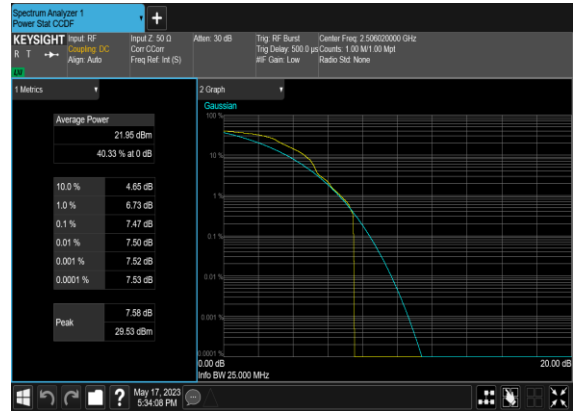 Spectrum Analyzer 1
Power Stat CCDF
KEYSIGHT
R T
LXI
Input: RF
Coupling: DC
Align: Auto
Input Z: 50 Ω
Corr CCorr
Freq Ref: Int (S)
Atten: 30 dB
Trig: RF Burst
Trig Delay: 500.0 µs
#IF Gain: Low
Center Freq: 2.506020000 GHz
Counts: 1.00 M/1.00 Mpt
Radio Std: None
1 Metrics
Average Power
21.95 dBm
40.33 % at 0 dB
10.0 % 4.65 dB
1.0 % 6.73 dB
0.1 % 7.47 dB
0.01 % 7.50 dB
0.001 % 7.52 dB
0.0001 % 7.53 dB
Peak 7.58 dB
29.53 dBm
2 Graph
Gaussian
100 %
10 %
1 %
0.1 %
0.01 %
0.001 %
0.0001 %
0.00 dB 20.00 dB
Info BW 25.000 MHz
? May 17, 2023
5:34:08 PM